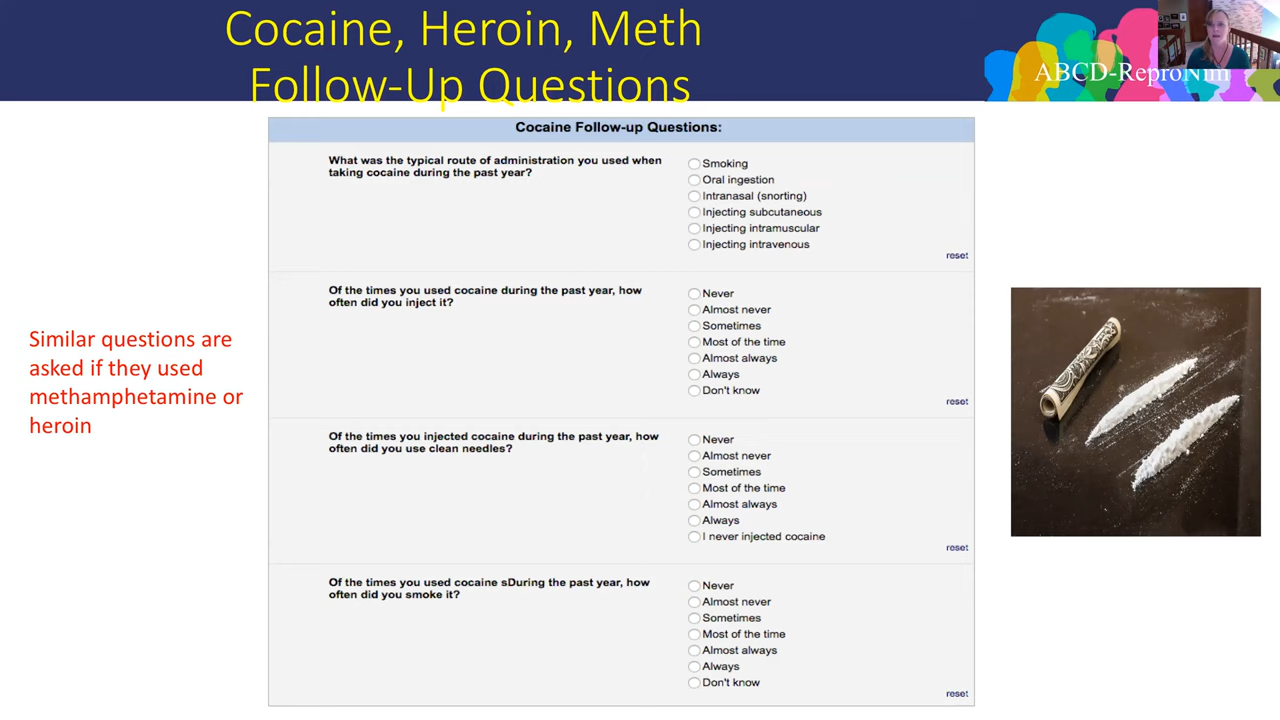 Cocaine, Heroin, Meth
Follow-Up Questions
ABCD-ReproNim
Cocaine Follow-up Questions:
What was the typical route of administration you used when
taking cocaine during the past year?
Smoking
Oral ingestion
Intranasal (snorting)
Injecting subcutaneous
Injecting intramuscular
Injecting intravenous
reset
Of the times you used cocaine during the past year, how
often did you inject it?
Never
Almost never
Sometimes
Most of the time
Almost always
Always
Don't know
reset
Similar questions are
asked if they used
methamphetamine or
heroin
Of the times you injected cocaine during the past year, how
often did you use clean needles?
Never
Almost never
Sometimes
Most of the time
Almost always
Always
I never injected cocaine
reset
Of the times you used cocaine sDuring the past year, how
often did you smoke it?
Never
Almost never
Sometimes
Most of the time
Almost always
Always
Don't know
reset